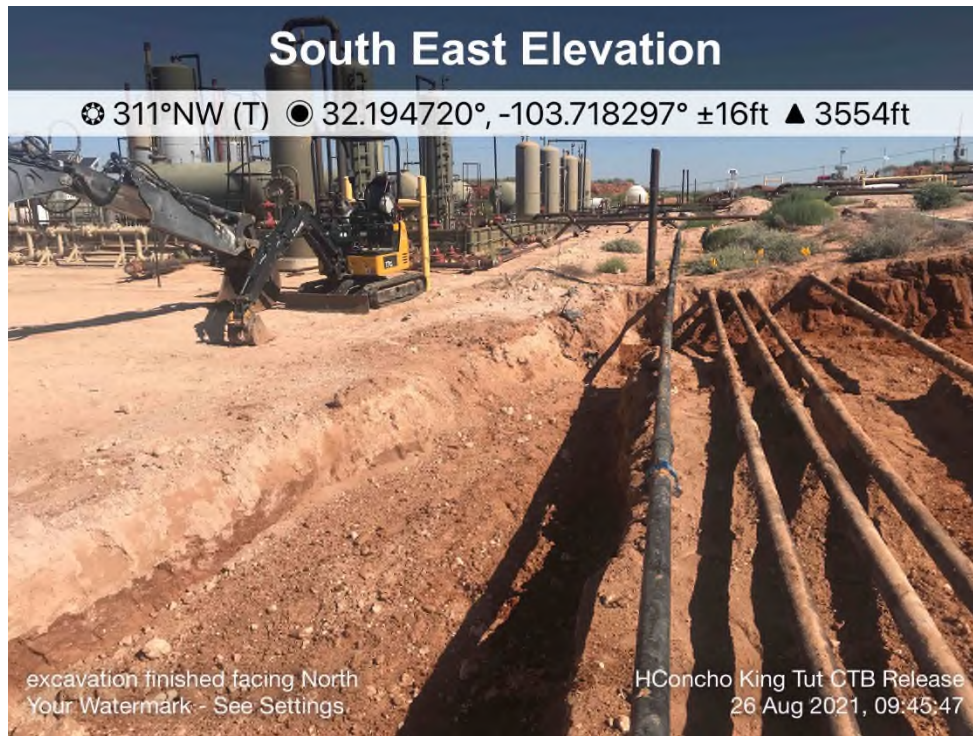 South East Elevation
311°NW (T) 32.194720°, -103.718297° ±16ft ▲ 3554ft
excavation finished facing North
Your Watermark - See Settings
HConcho King Tut CTB Release
26 Aug 2021, 09:45:47